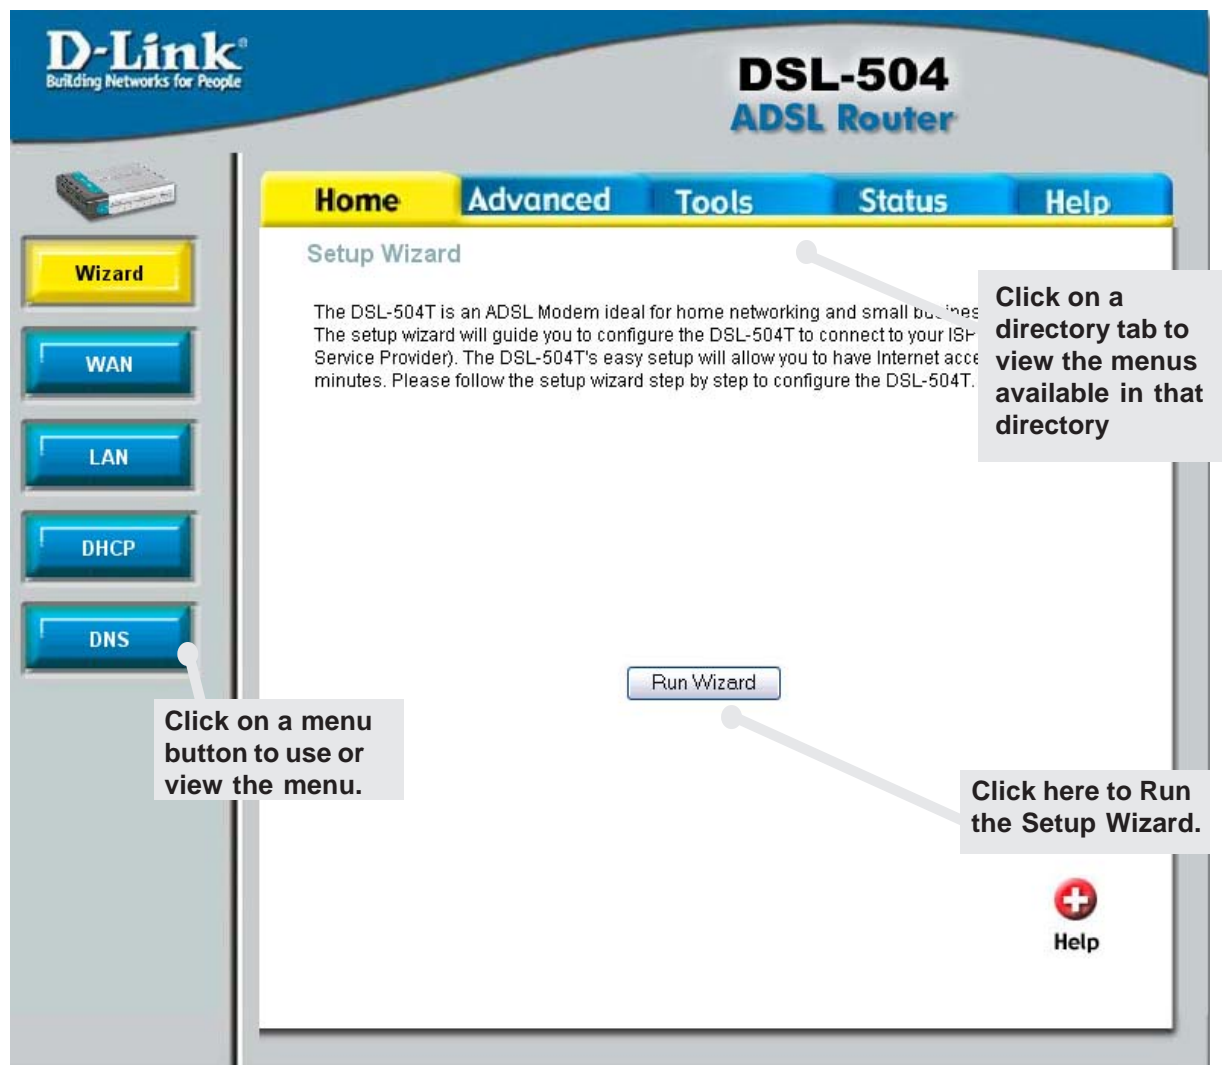 D-Link®
Building Networks for People
DSL-504
ADSL Router
Home
Advanced
Tools
Status
Help
Wizard
WAN
LAN
DHCP
DNS
Setup Wizard
The DSL-504T is an ADSL Modem ideal for home networking and small
The setup wizard will guide you to configure the DSL-504T to connect to your ISP
Service Provider). The DSL-504T's easy setup will allow you to have Internet
minutes. Please follow the setup wizard step by step to configure the DSL-504T.
Click on a
directory tab to
view the menus
available in that
directory
Run Wizard
Click on a menu
button to use or
view the menu.
Click here to Run
the Setup Wizard.
Help